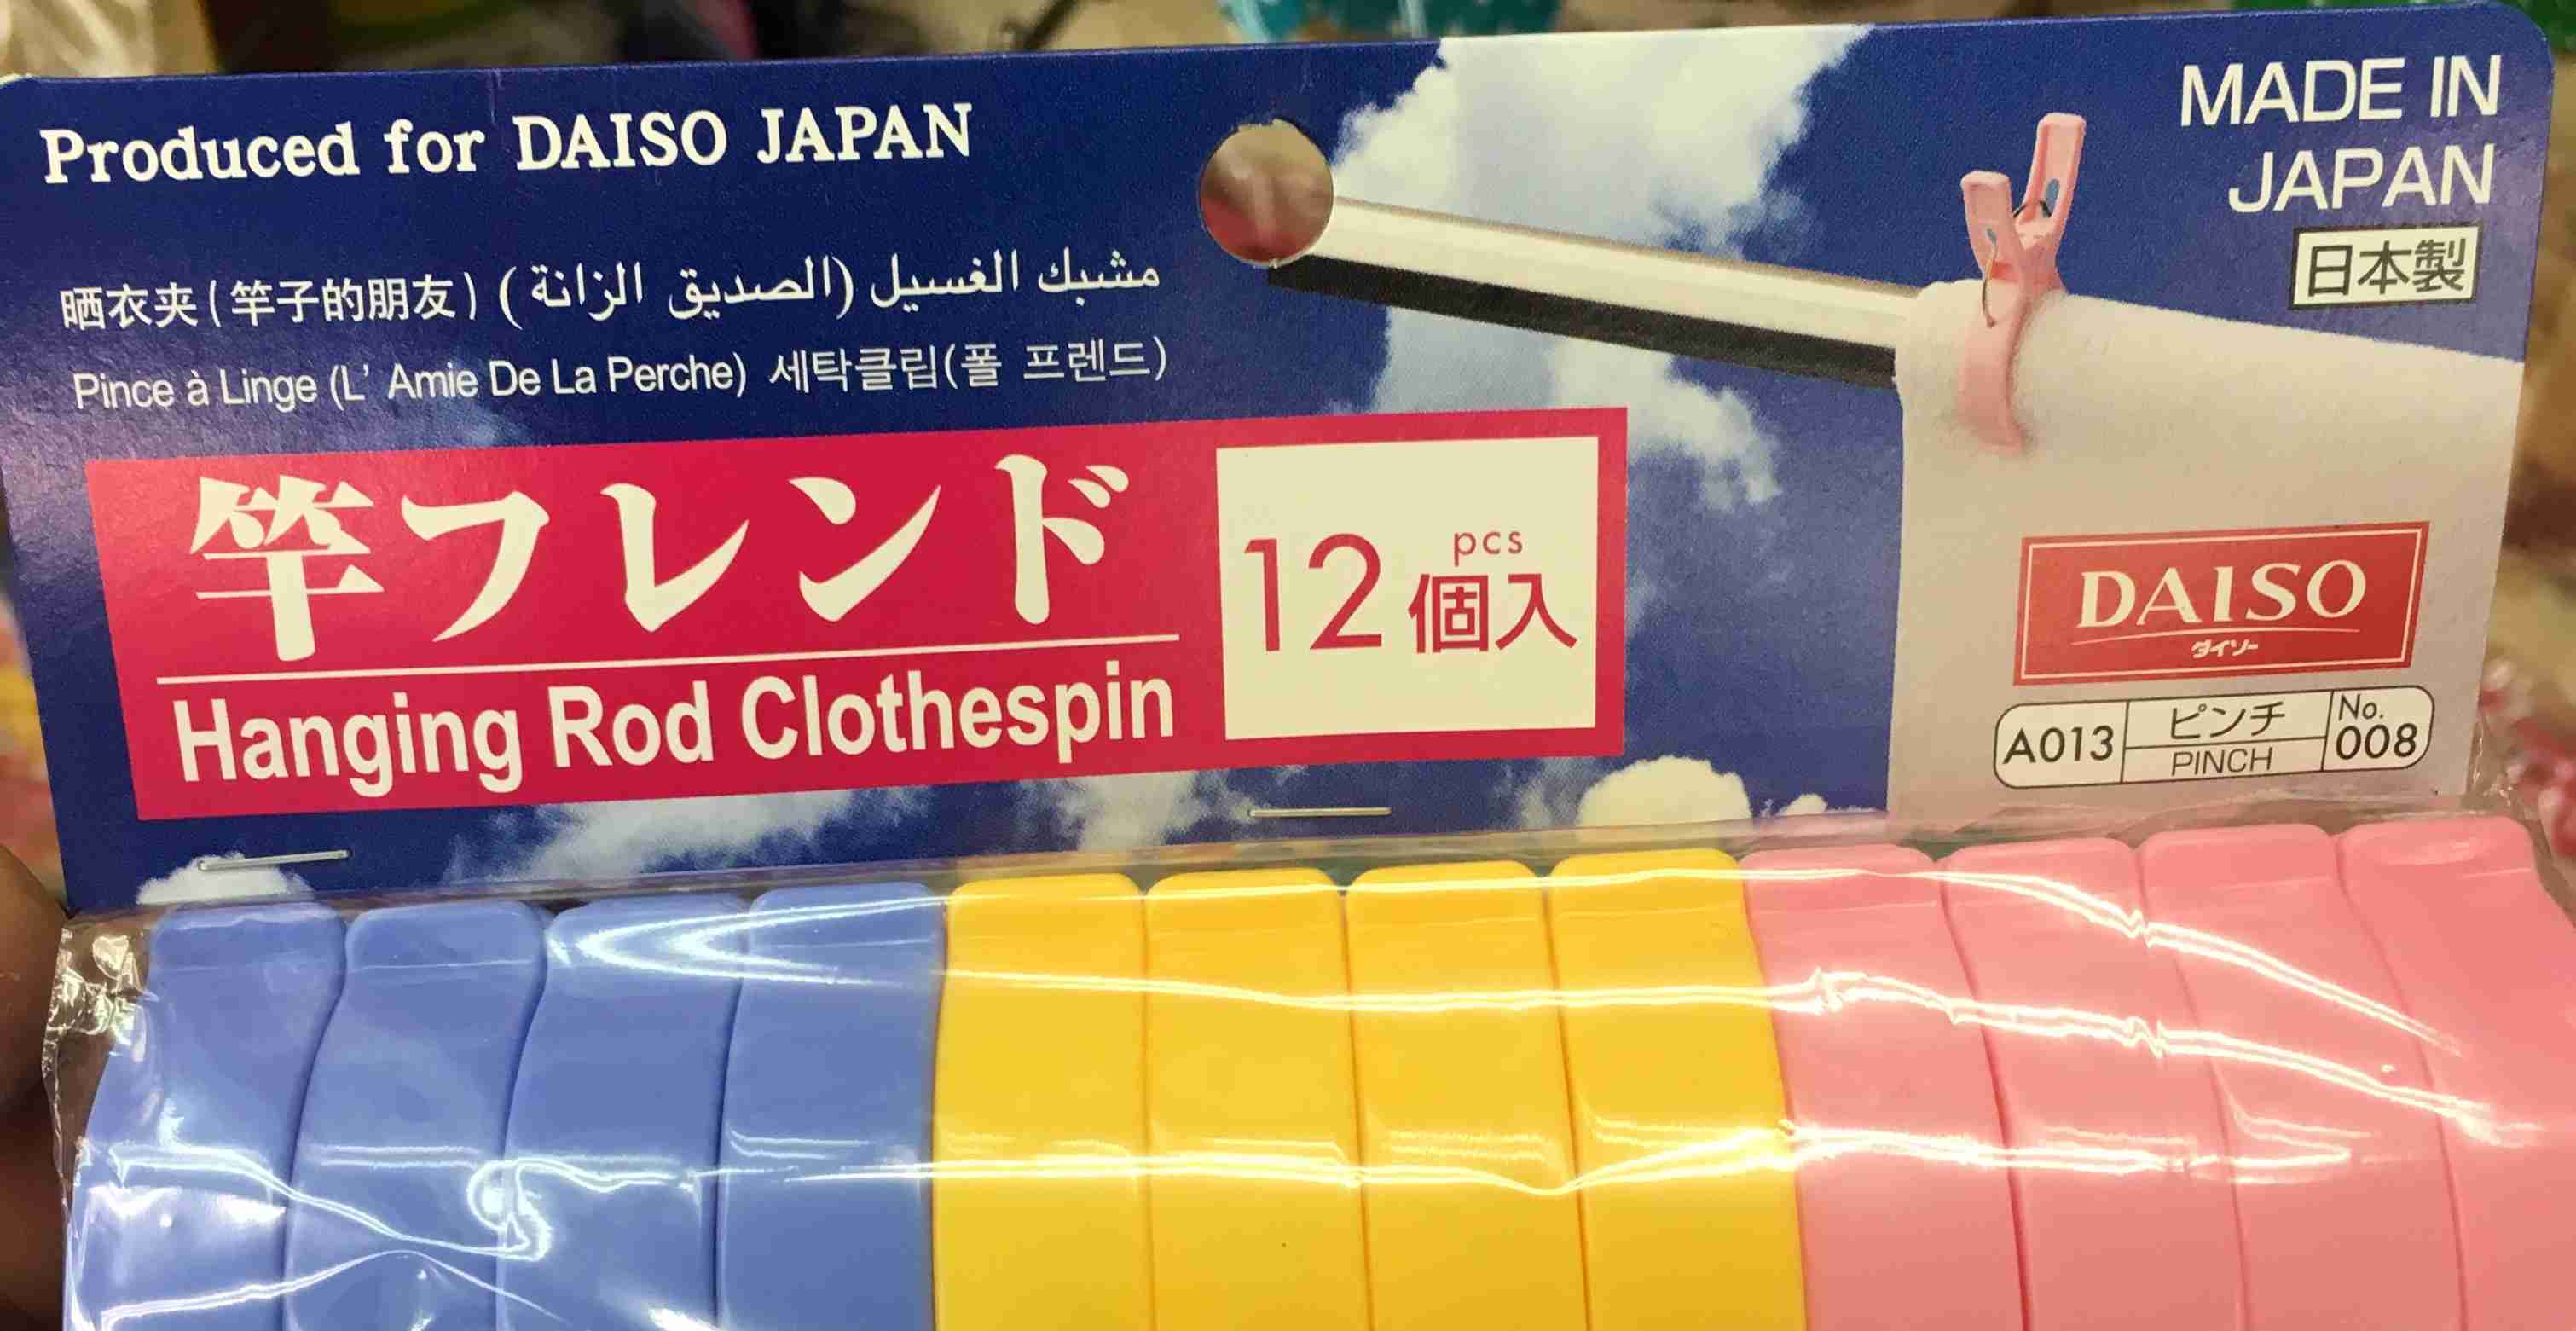 Produced for DAISO JAPAN
MADE IN
JAPAN
日本製
晒衣夹(竿子的朋友) مشبك الغسيل (الصديق الزانة)
Pince à Linge (L' Amie De La Perche) 세탁클립(폴 프렌드)
竿フレンド
Hanging Rod Clothespin
12 pcs 個入
DAISO
ダイソー
A013 ピンチ No.
PINCH 008